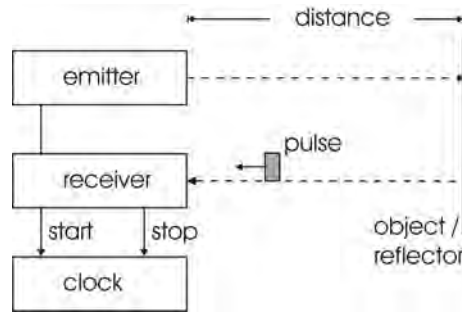 distance
emitter
pulse
receiver
start
stop
object /
reflector
clock